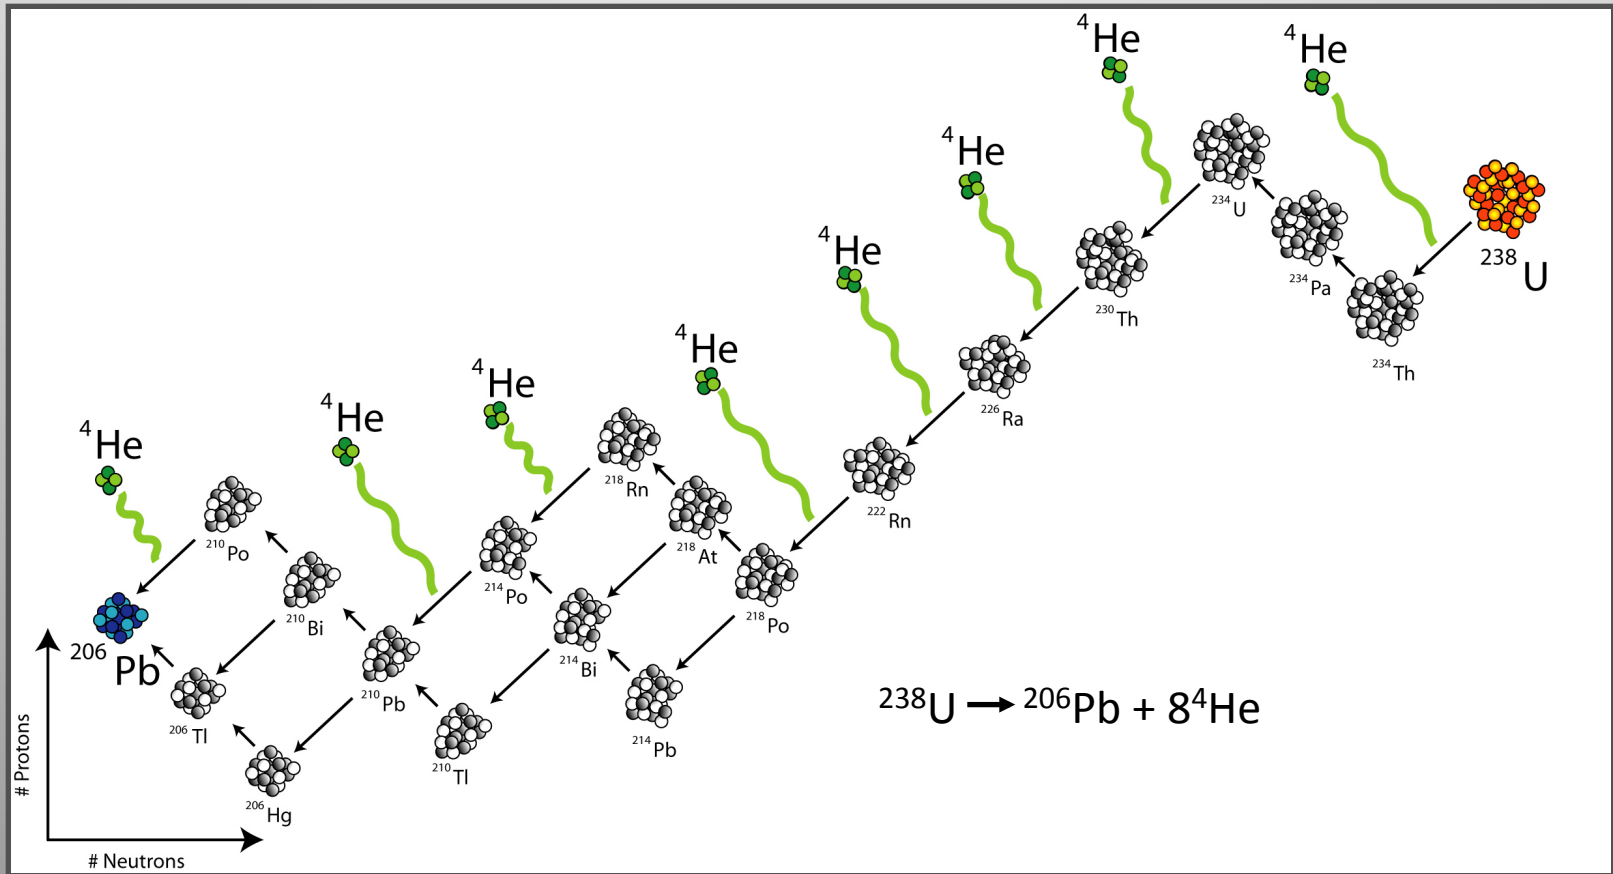 ⁴He
⁴He
⁴He
⁴He
⁴He
⁴He
⁴He
⁴He
²³⁸U
²³⁴U
²³⁴Pa
²³⁴Th
²³⁰Th
²²⁶Ra
²²²Rn
²¹⁸Rn
²¹⁸At
²¹⁸Po
²¹⁴Po
²¹⁴Bi
²¹⁴Pb
²¹⁰Po
²¹⁰Bi
²¹⁰Pb
²¹⁰Tl
²⁰⁶Pb
²⁰⁶Tl
²⁰⁶Hg
²³⁸U → ²⁰⁶Pb + 8⁴He
# Protons
# Neutrons